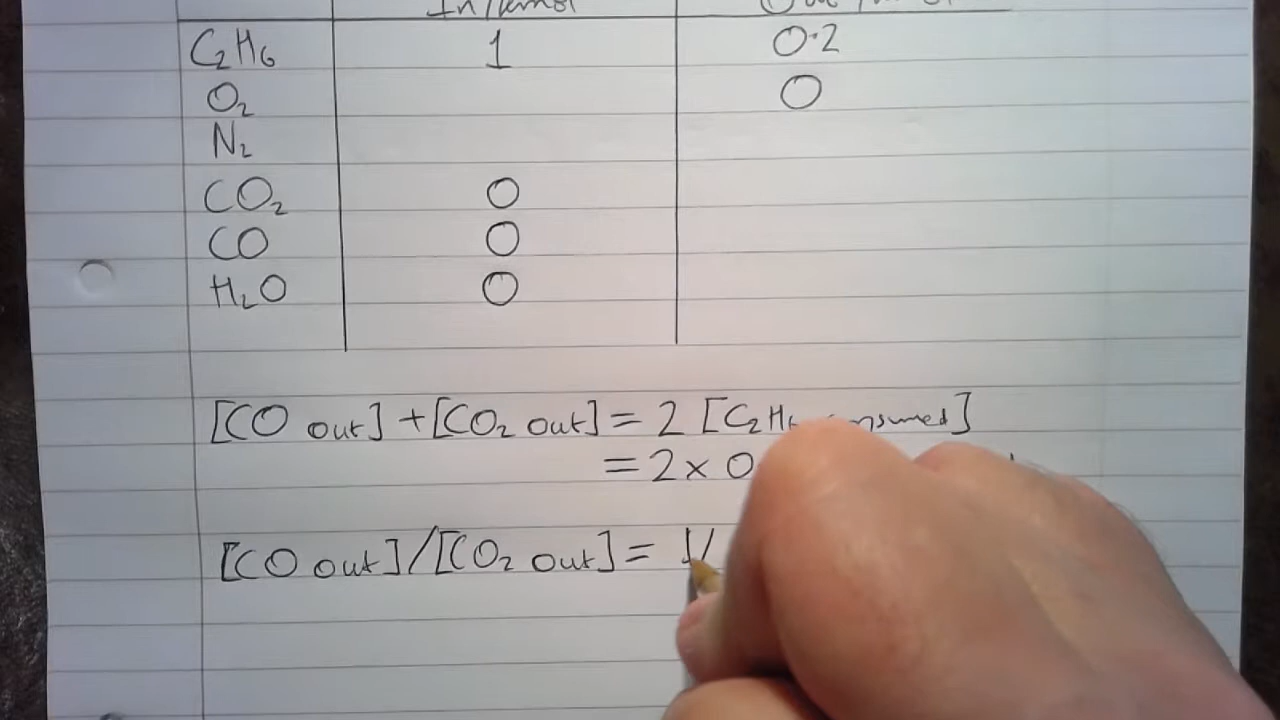 C₂H₆ 1 0.2
O₂ 0
N₂
CO₂ 0
CO 0
H₂O 0
[CO out] + [CO₂ out] = 2 [C₂H₆
= 2 × 0
[CO out]/[CO₂ out] = 1/